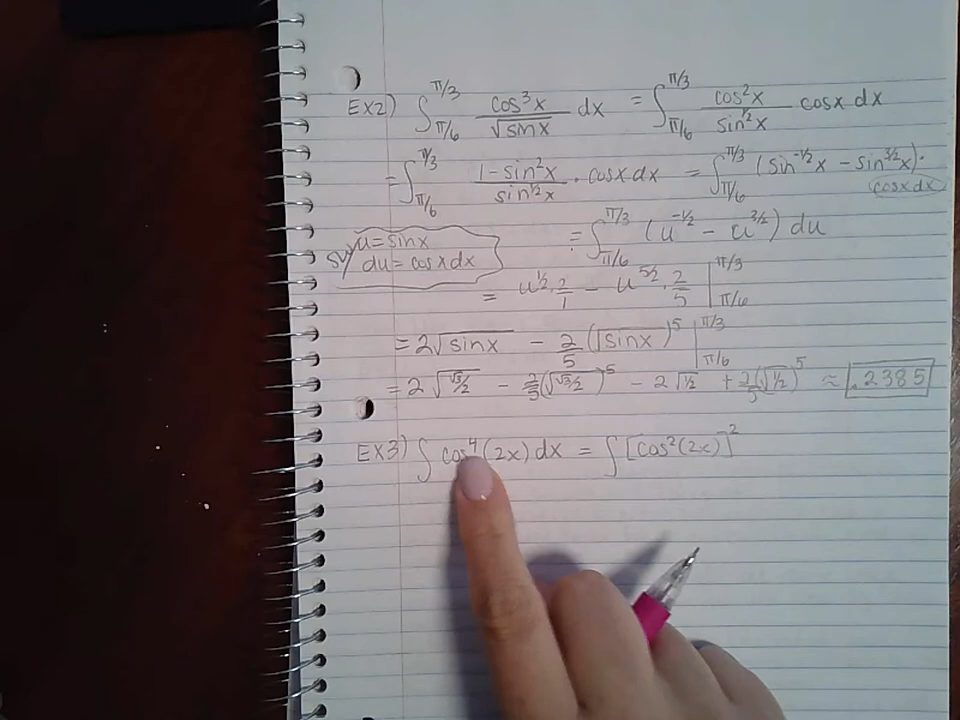 EX2) ∫_{π/6}^{π/3} cos³x / √sinx dx = ∫_{π/6}^{π/3} cos²x / sin^{1/2}x cosx dx
= ∫_{π/6}^{π/3} 1-sin²x / sin^{1/2}x · cosx dx = ∫_{π/6}^{π/3} (sin^{-1/2}x - sin^{3/2}x)· cosx dx
u = sinx
du = cosx dx
= ∫_{π/6}^{π/3} (u^{-1/2} - u^{3/2}) du
= u^{1/2}·2/1 - u^{5/2}·2/5 |_{π/6}^{π/3}
= 2√sinx - 2/5 (√sinx)^5 |_{π/6}^{π/3}
= 2√(√3/2) - 2/5(√(√3/2))^5 - 2√(1/2) + 2/5(√(1/2))^5 ≈ .2385
EX3) ∫ cos⁴(2x) dx = ∫ [cos²(2x)]²